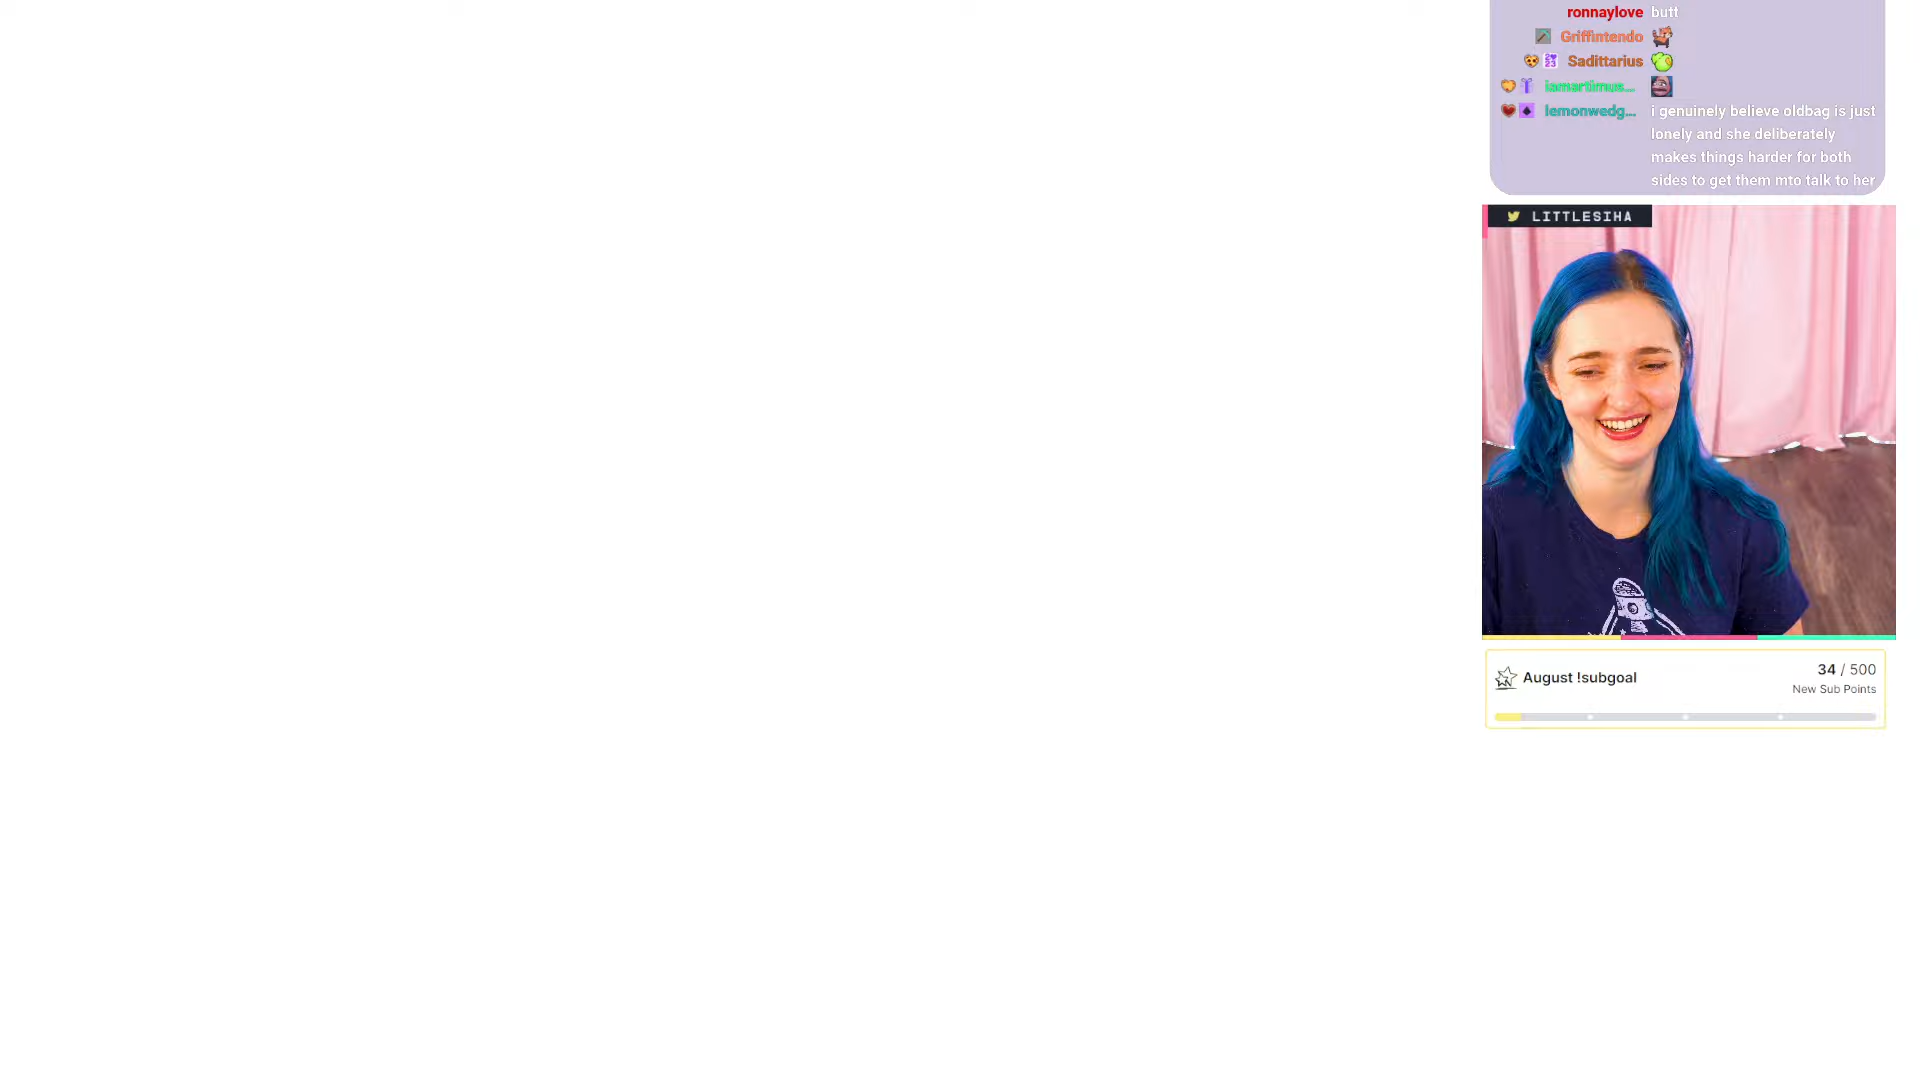 ronnaylove butt
Griffintendo
Sadittarius
iamartimus...
lemonwedg... i genuinely believe oldbag is just
lonely and she deliberately
makes things harder for both
sides to get them mto talk to her
LITTLESIHA
August !subgoal
34 / 500
New Sub Points